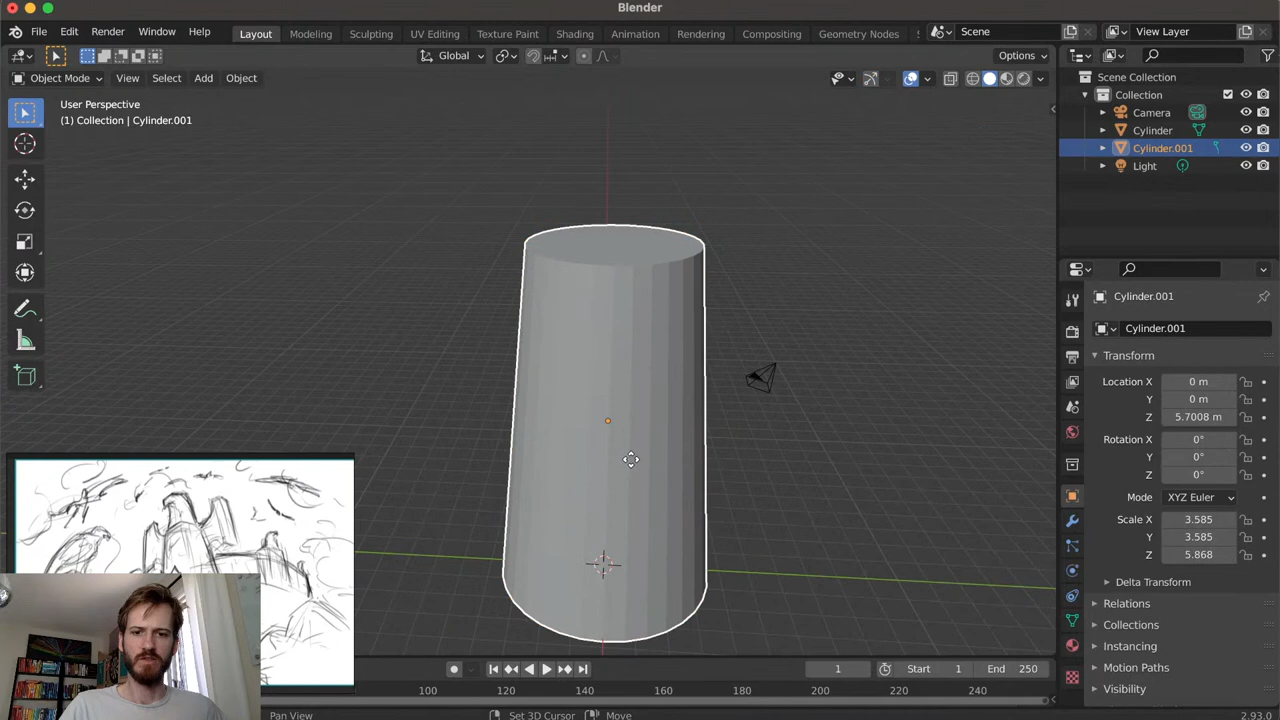 Blender
File Edit Render Window Help Layout Modeling Sculpting UV Editing Texture Paint Shading Animation Rendering Compositing Geometry Nodes Scene View Layer
Global Options
Object Mode View Select Add Object
User Perspective
(1) Collection | Cylinder.001
Scene Collection
Collection
Camera
Cylinder
Cylinder.001
Light
Cylinder.001
Cylinder.001
Transform
Location X 0 m
Y 0 m
Z 5.7008 m
Rotation X 0°
Y 0°
Z 0°
Mode XYZ Euler
Scale X 3.585
Y 3.585
Z 5.868
Delta Transform
Relations
Collections
Instancing
Motion Paths
Visibility
1 Start 1 End 250
100 120 140 160 180 200 220 240
Pan View Set 3D Cursor Move 2.93.0